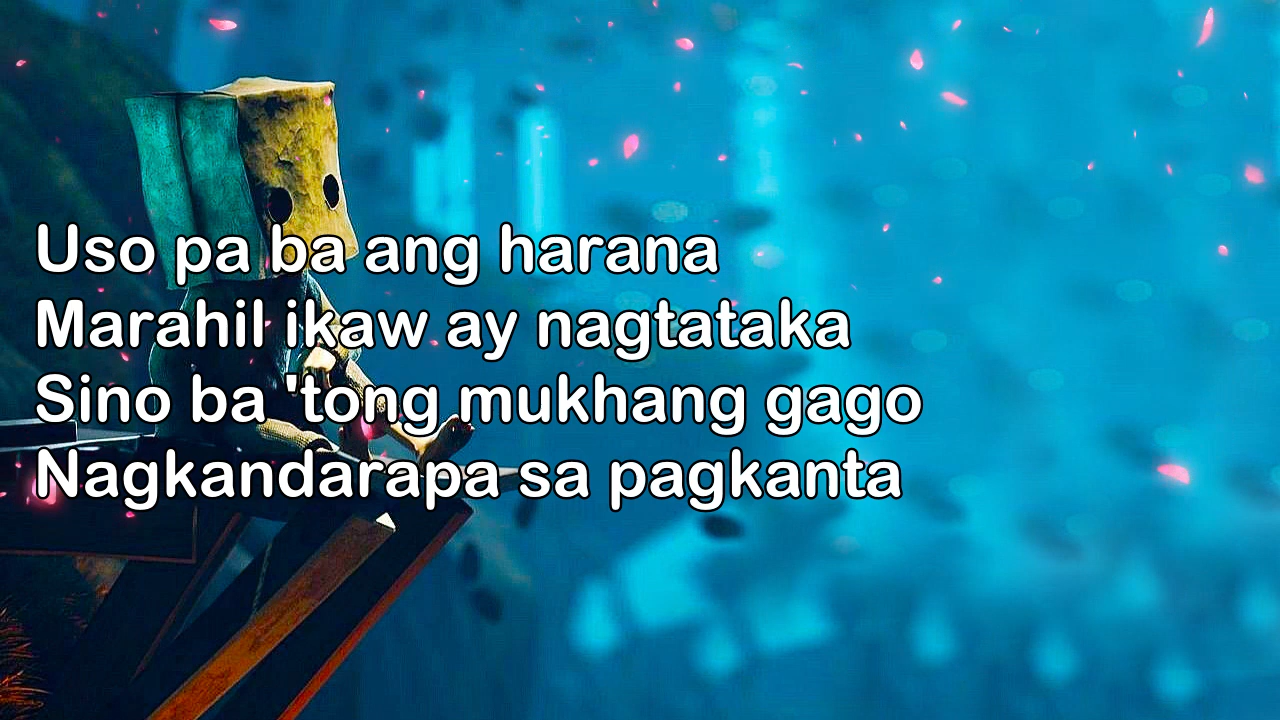 Uso pa ba ang harana
Marahil ikaw ay nagtataka
Sino ba 'tong mukhang gago
Nagkandarapa sa pagkanta